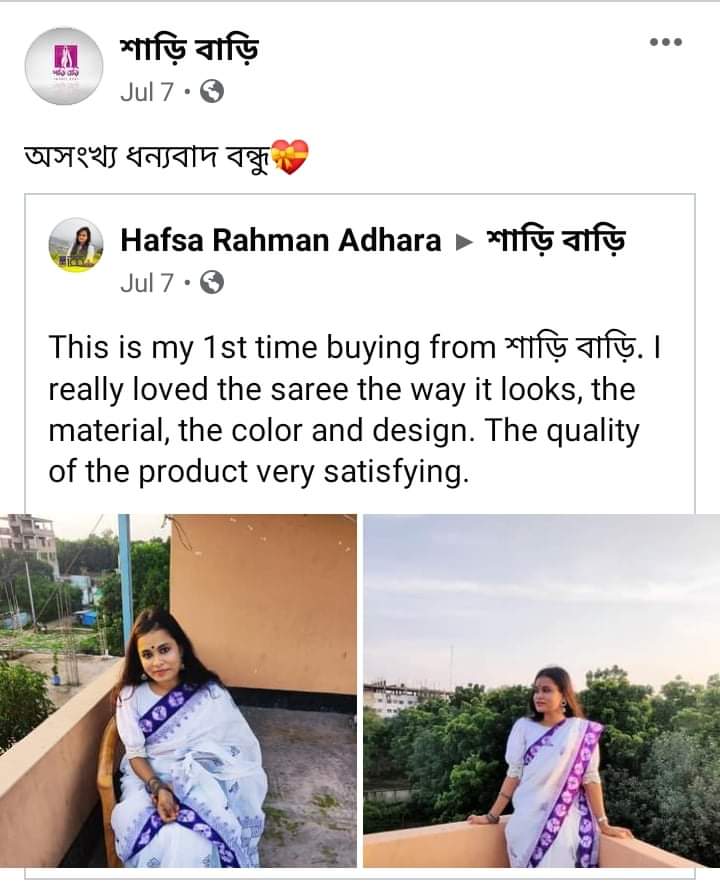 শাড়ি বাড়ি
Jul 7 •
অসংখ্য ধন্যবাদ বন্ধু💝
Hafsa Rahman Adhara ▸ শাড়ি বাড়ি
Jul 7 •
This is my 1st time buying from শাড়ি বাড়ি. I
really loved the saree the way it looks, the
material, the color and design. The quality
of the product very satisfying.